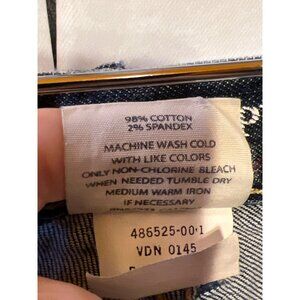 98% COTTON
2% SPANDEX
MACHINE WASH COLD
WITH LIKE COLORS
ONLY NON-CHLORINE BLEACH
WHEN NEEDED TUMBLE DRY
MEDIUM WARM IRON
IF NECESSARY
486525-00-1
VDN 0145